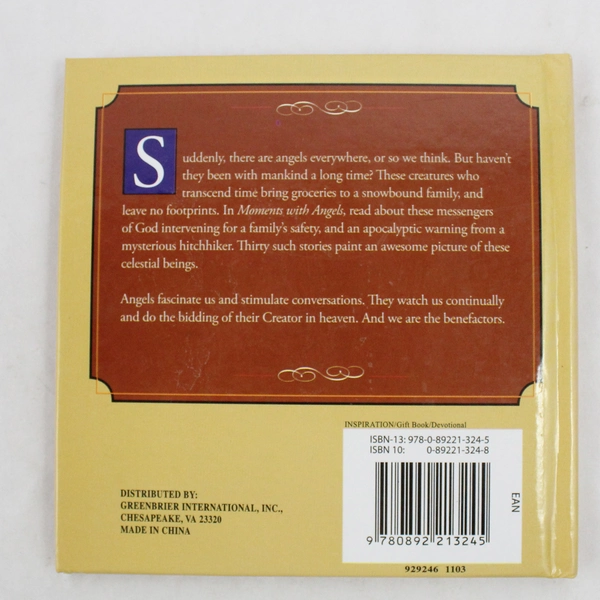 Suddenly, there are angels everywhere, or so we think. But haven't
they been with mankind a long time? These creatures who
transcend time bring groceries to a snowbound family, and
leave no footprints. In Moments with Angels, read about these messengers
of God intervening for a family's safety, and an apocalyptic warning from a
mysterious hitchhiker. Thirty such stories paint an awesome picture of these
celestial beings.
Angels fascinate us and stimulate conversations. They watch us continually
and do the bidding of their Creator in heaven. And we are the benefactors.
INSPIRATION/Gift Book/Devotional
ISBN-13: 978-0-89221-324-5
ISBN 10: 0-89221-324-8
EAN
9 780892 213245
929246 1103
DISTRIBUTED BY:
GREENBRIER INTERNATIONAL, INC.,
CHESAPEAKE, VA 23320
MADE IN CHINA